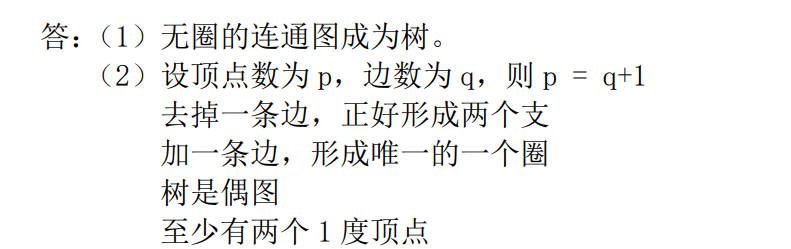 答：（1）无圈的连通图成为树。
（2）设顶点数为 p，边数为 q，则 p = q+1
去掉一条边，正好形成两个支
加一条边，形成唯一的一个圈
树是偶图
至少有两个 1 度顶点